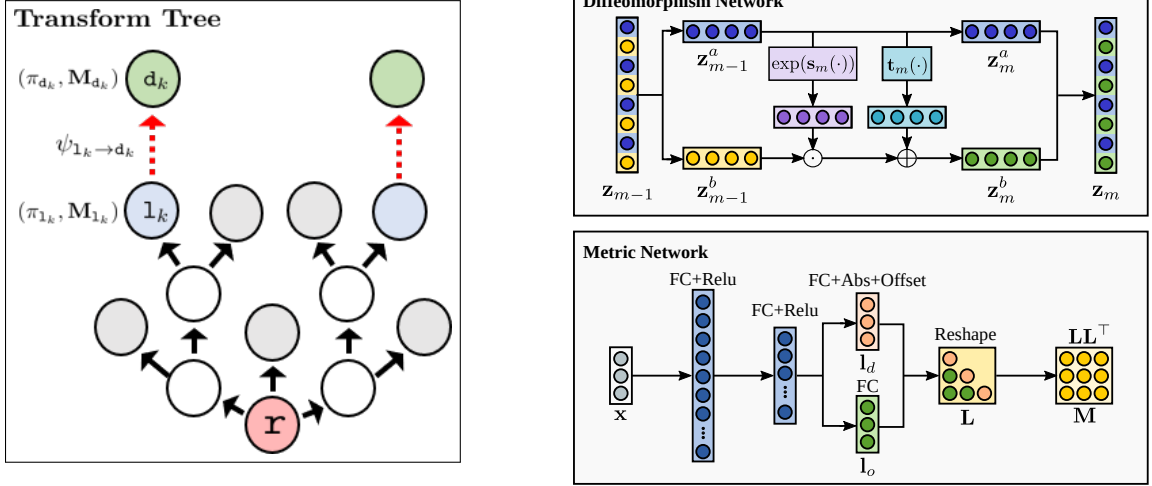 Transform Tree
(π_{d_k}, M_{d_k}) d_k
ψ_{l_k→d_k}
(π_{l_k}, M_{l_k}) l_k
r
Diffeomorphism Network
z^a_{m−1} exp(s_m(·)) t_m(·) z^a_m
z_{m−1} z^b_{m−1} · + z^b_m z_m
Metric Network
FC+Relu FC+Relu FC+Abs+Offset
l_d
Reshape LL^⊤
FC
x L M
l_o